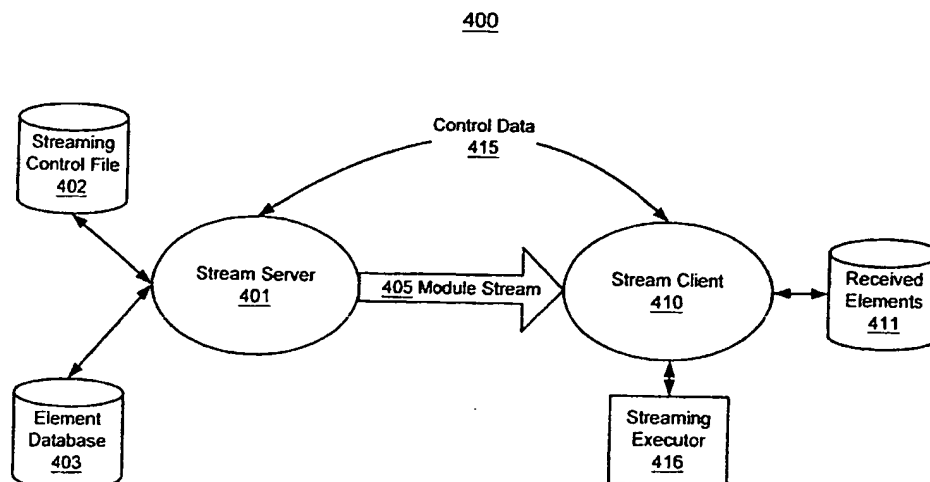 400
Control Data
415
Streaming
Control File
402
Stream Server
401
405 Module Stream
Stream Client
410
Received
Elements
411
Element
Database
403
Streaming
Executor
416